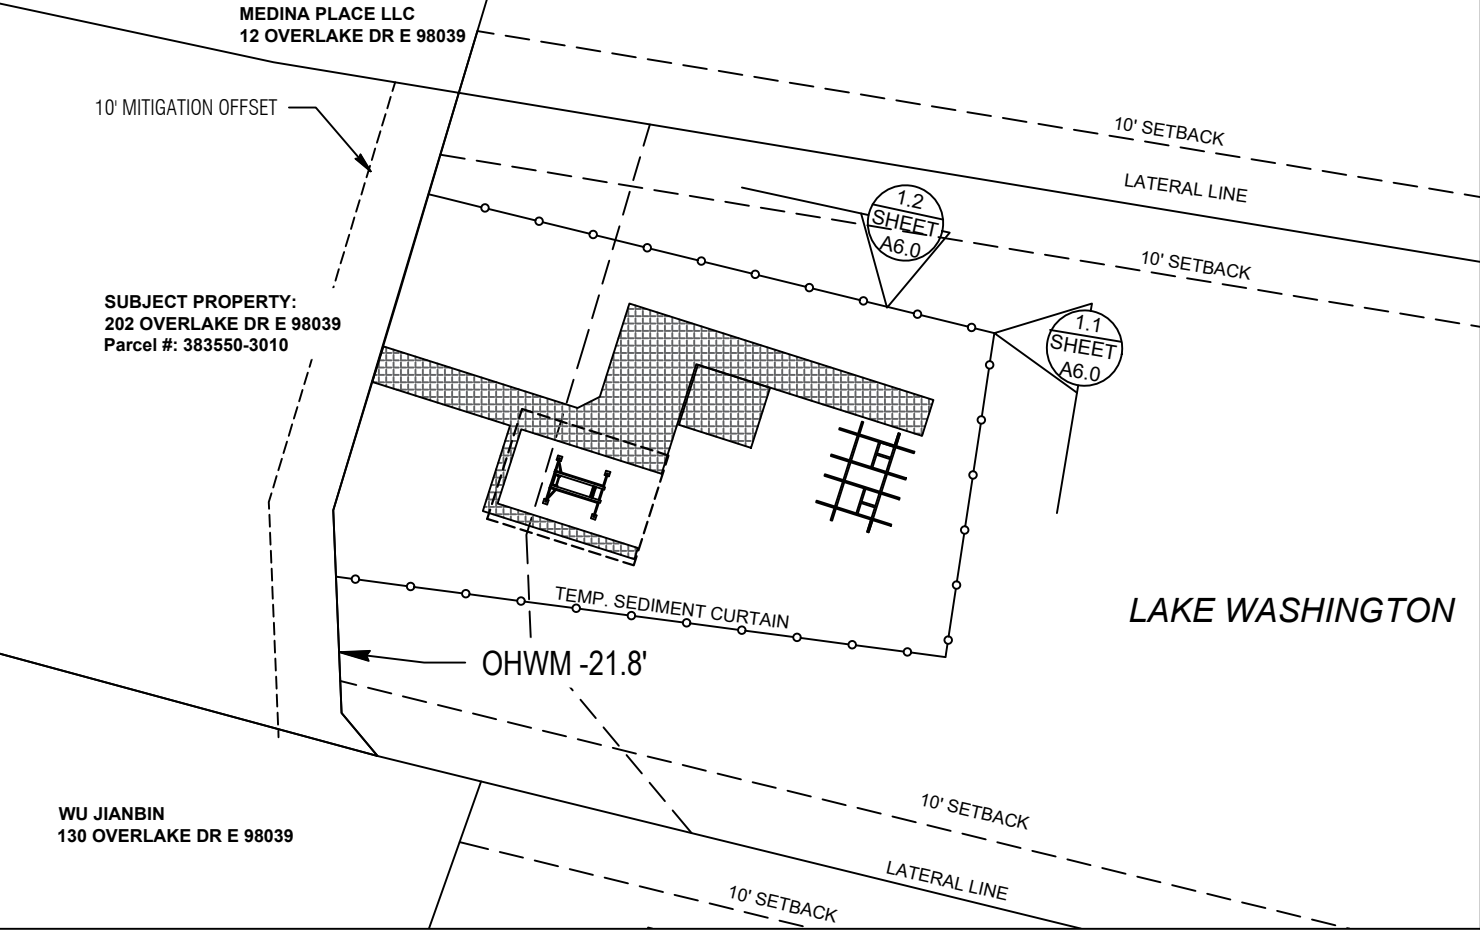 MEDINA PLACE LLC
12 OVERLAKE DR E 98039
10' MITIGATION OFFSET
10' SETBACK
LATERAL LINE
1.2
SHEET
A6.0
10' SETBACK
SUBJECT PROPERTY:
202 OVERLAKE DR E 98039
Parcel #: 383550-3010
1.1
SHEET
A6.0
TEMP. SEDIMENT CURTAIN
LAKE WASHINGTON
OHWM -21.8'
WU JIANBIN
130 OVERLAKE DR E 98039
10' SETBACK
LATERAL LINE
10' SETBACK